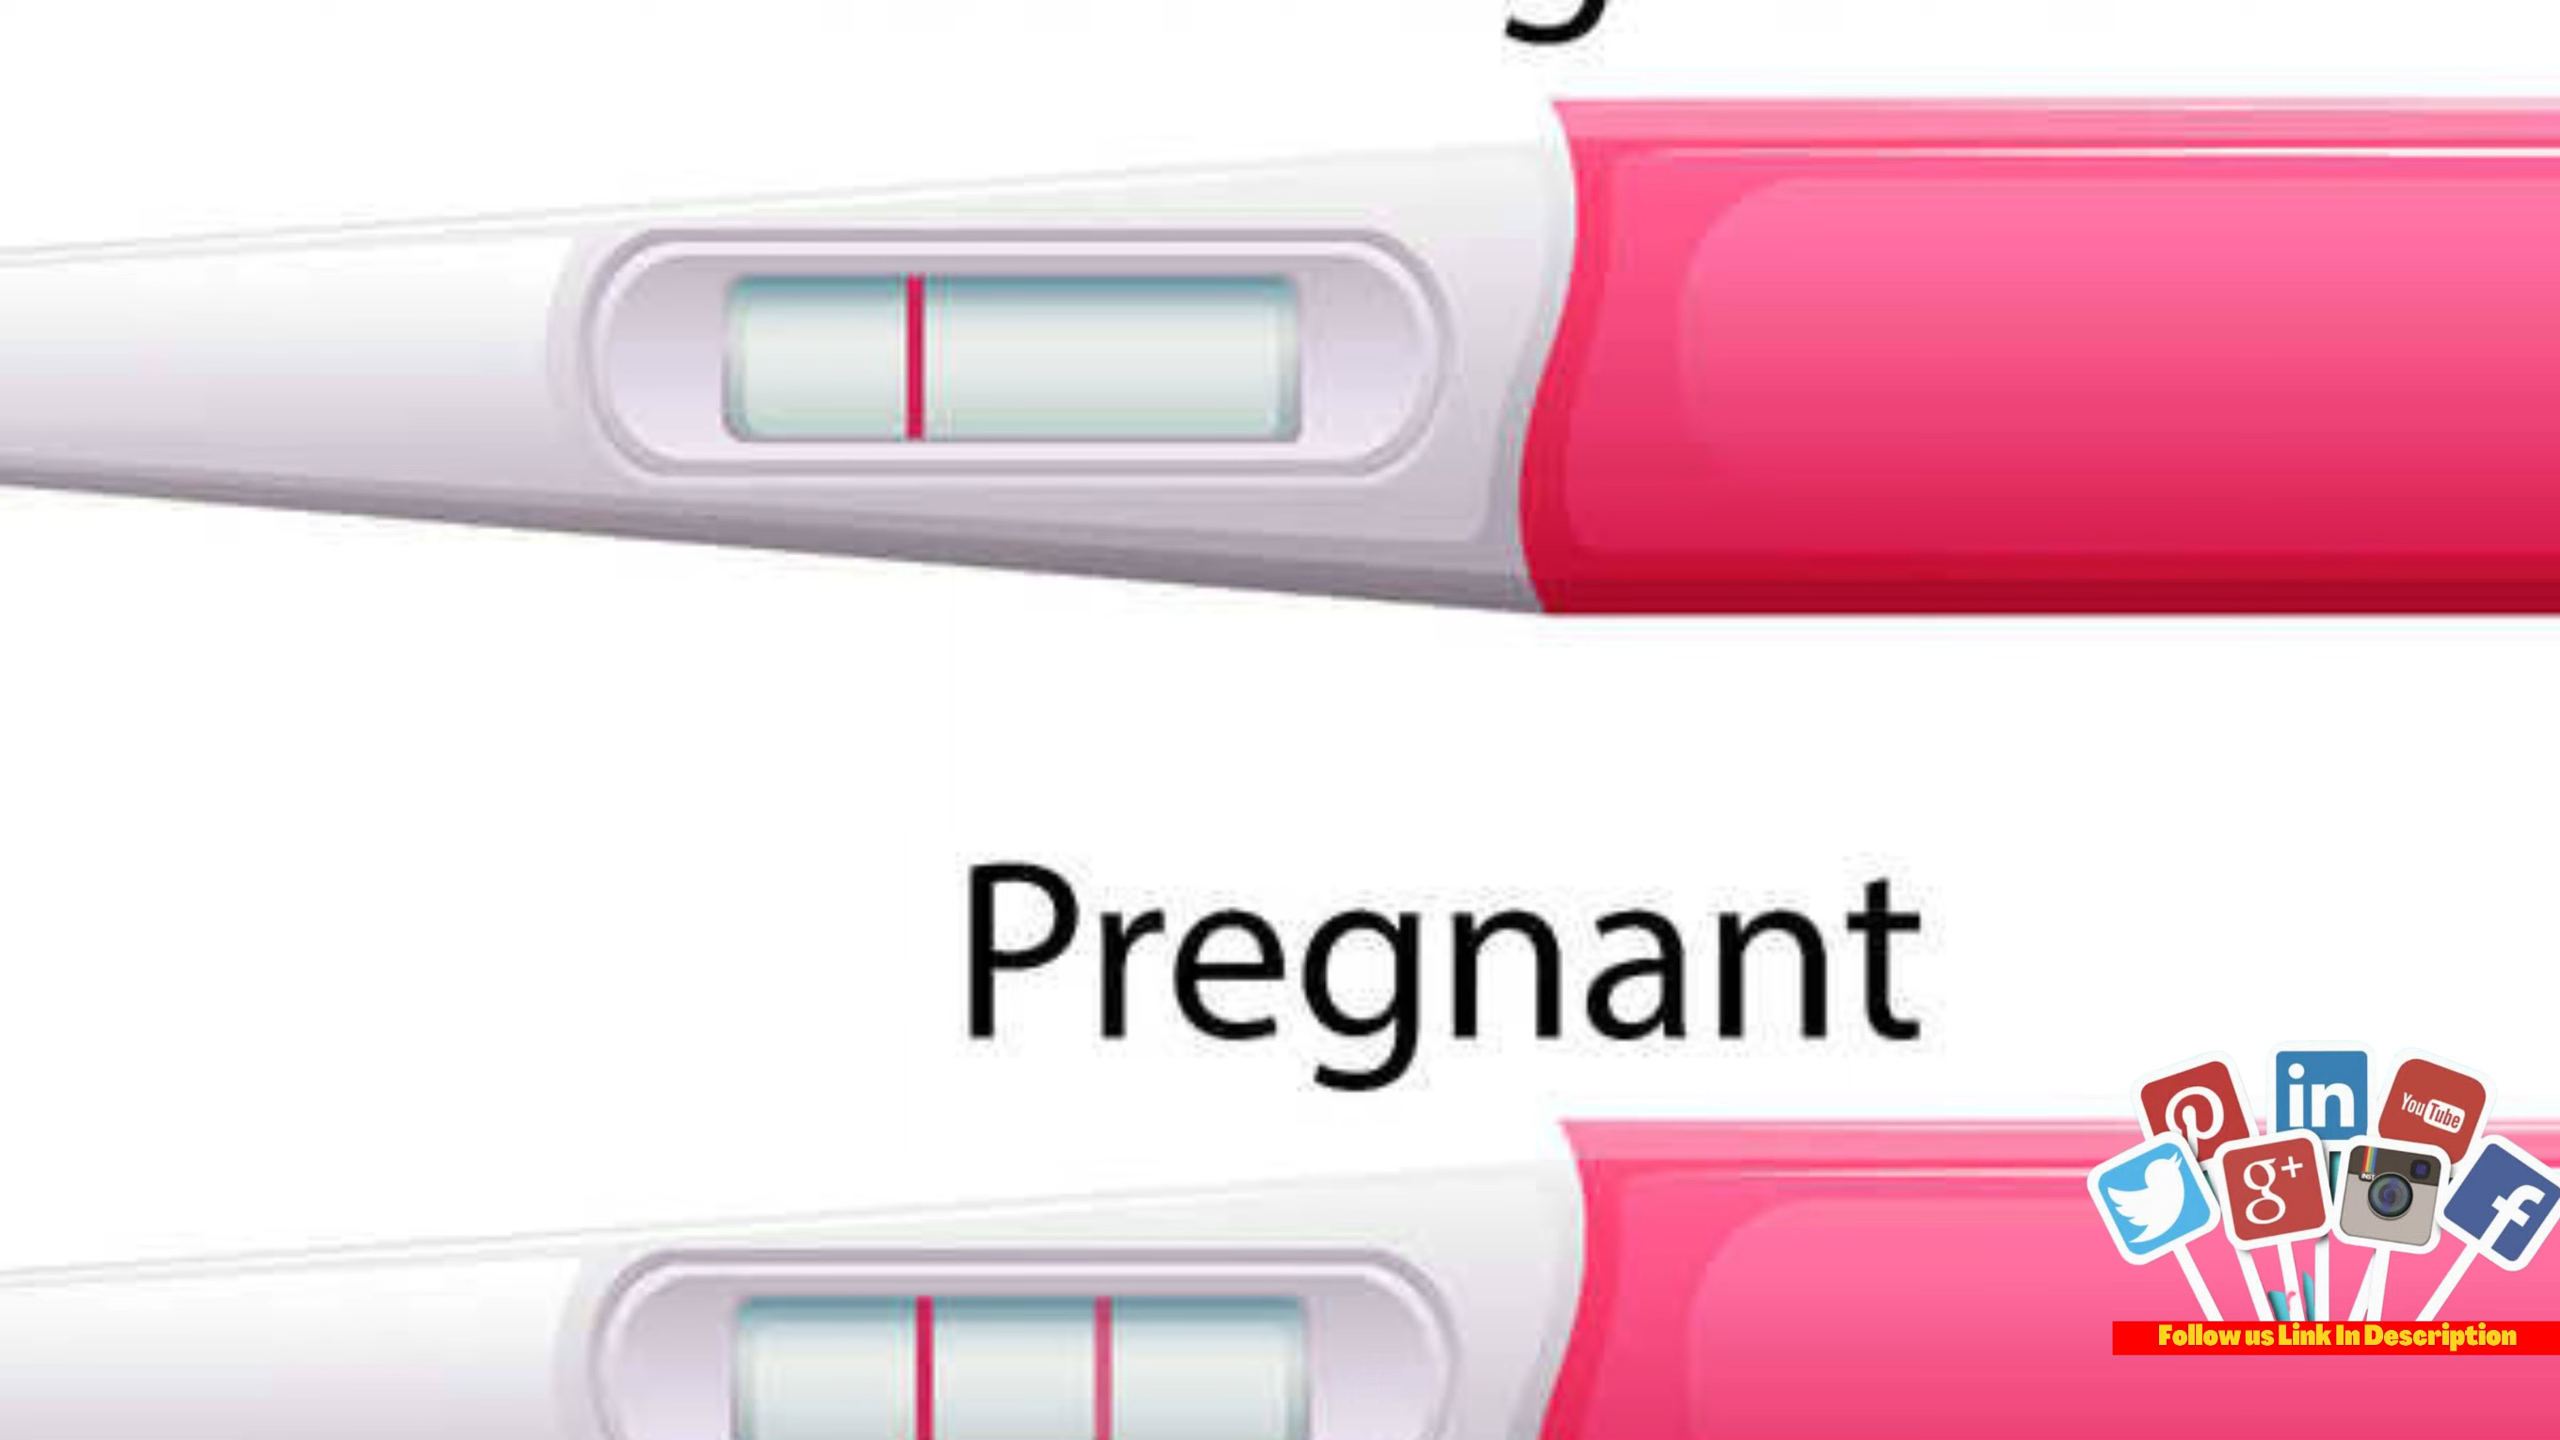 Pregnant
in
You Tube
g+
f
Follow us Link In Description